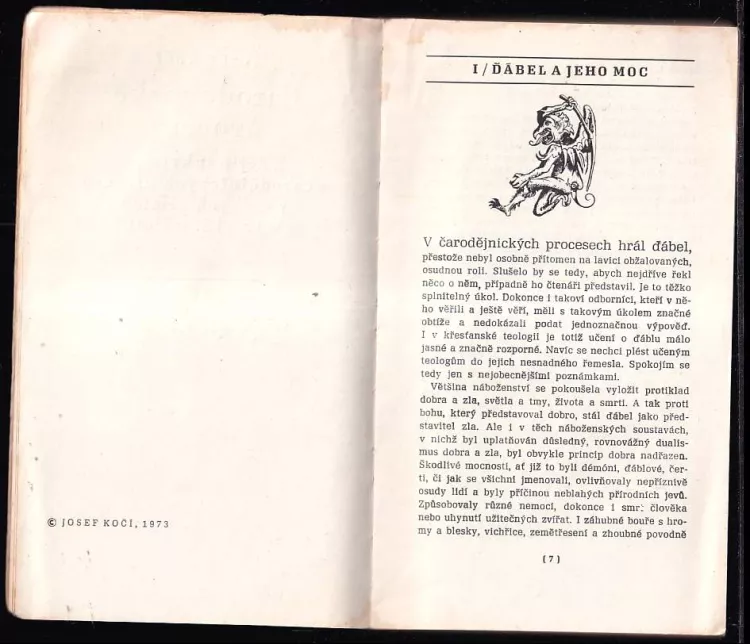 © JOSEF KOČÍ, 1973
I/ĎÁBEL A JEHO MOC
V čarodějnických procesech hrál ďábel,
přestože nebyl osobně přítomen na lavici obžalovaných,
osudnou roli. Slušelo by se tedy, abych nejdříve řekl
něco o něm, případně ho čtenáři představil. Je to těžko
splnitelný úkol. Dokonce i takoví odborníci, kteří v ně-
ho věřili a ještě věří, měli s takovým úkolem značné
obtíže a nedokázali podat jednoznačnou výpověď.
I v křesťanské teologii je totiž učení o ďáblu málo
jasné a značně rozporné. Navíc se nechci plést učeným
teologům do jejich nesnadného řemesla. Spokojím se
tedy jen s nejobecnějšími poznámkami.
Většina náboženství se pokoušela vyložit protiklad
dobra a zla, světla a tmy, života a smrti. A tak proti
bohu, který představoval dobro, stál ďábel jako před-
stavitel zla. Ale i v těch náboženských soustavách,
v nichž byl uplatňován důsledný, rovnovážný dualis-
mus dobra a zla, byl obvykle princip dobra nadřazen.
Škodlivé mocnosti, ať již to byli démóni, ďáblové, čer-
ti, či jak se všichni jmenovali, ovlivňovaly nepříznivě
osudy lidí a byly příčinou neblahých přírodních jevů.
Způsobovaly různé nemoci, dokonce i smrt člověka
nebo uhynutí užitečných zvířat. I záhubné bouře s hro-
my a blesky, vichřice, zemětřesení a zhoubné povodně
(7)